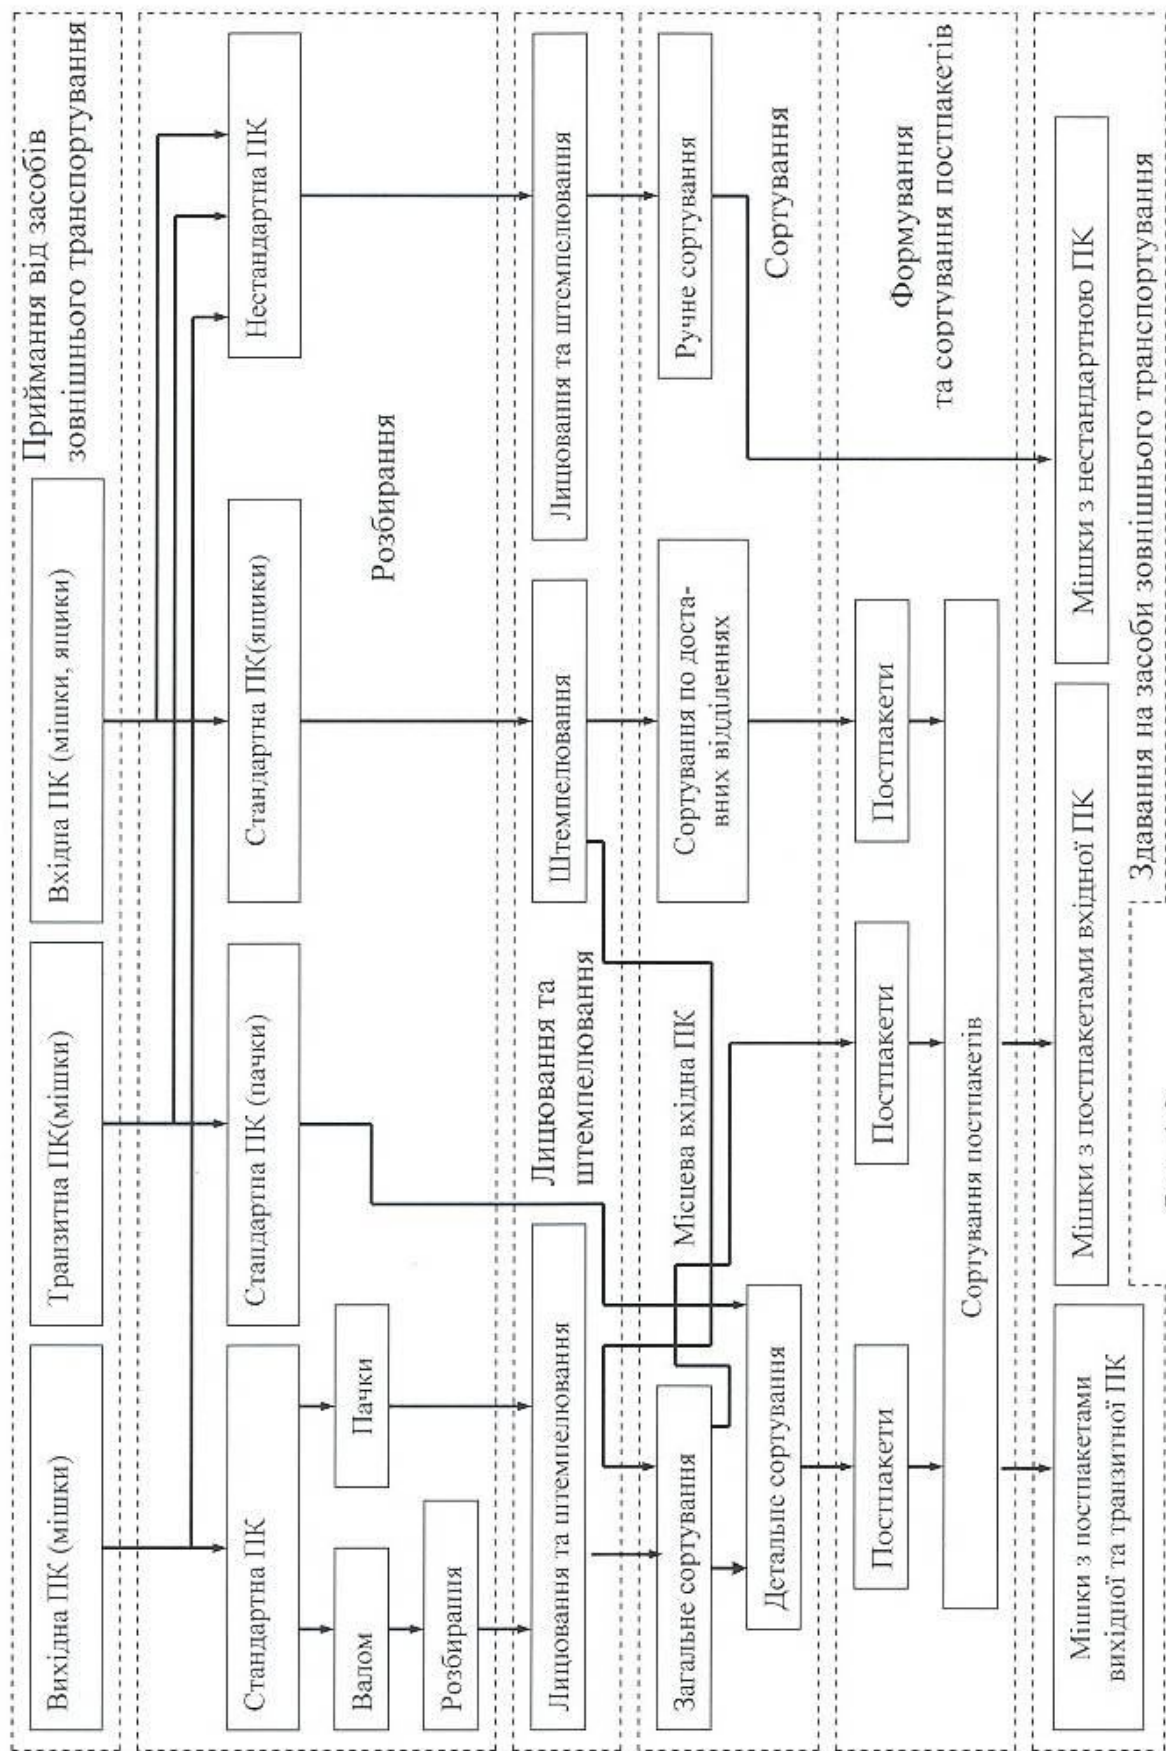 Приймання від засобів
зовнішнього транспортування
Вихідна ПК (мішки)
Транзитна ПК(мішки)
Вхідна ПК (мішки, ящики)
Стандартна ПК
Стандартна ПК (пачки)
Стандартна ПК(ящики)
Нестандартна ПК
Валом
Пачки
Розбирання
Розбирання
Лицювання та штемпелювання
Лицювання та
штемпелювання
Штемпелювання
Лицювання та штемпелювання
Загальне сортування
Місцева вхідна ПК
Сортування по доста-
вних відділеннях
Ручне сортування
Детальне сортування
Сортування
Постпакети
Постпакети
Постпакети
Формування
та сортування постпакетів
Сортування постпакетів
Мішки з постпакетами
вихідної та транзитної ПК
Мішки з постпакетами вхідної ПК
Мішки з нестандартною ПК
Здавання на засоби зовнішнього транспортування